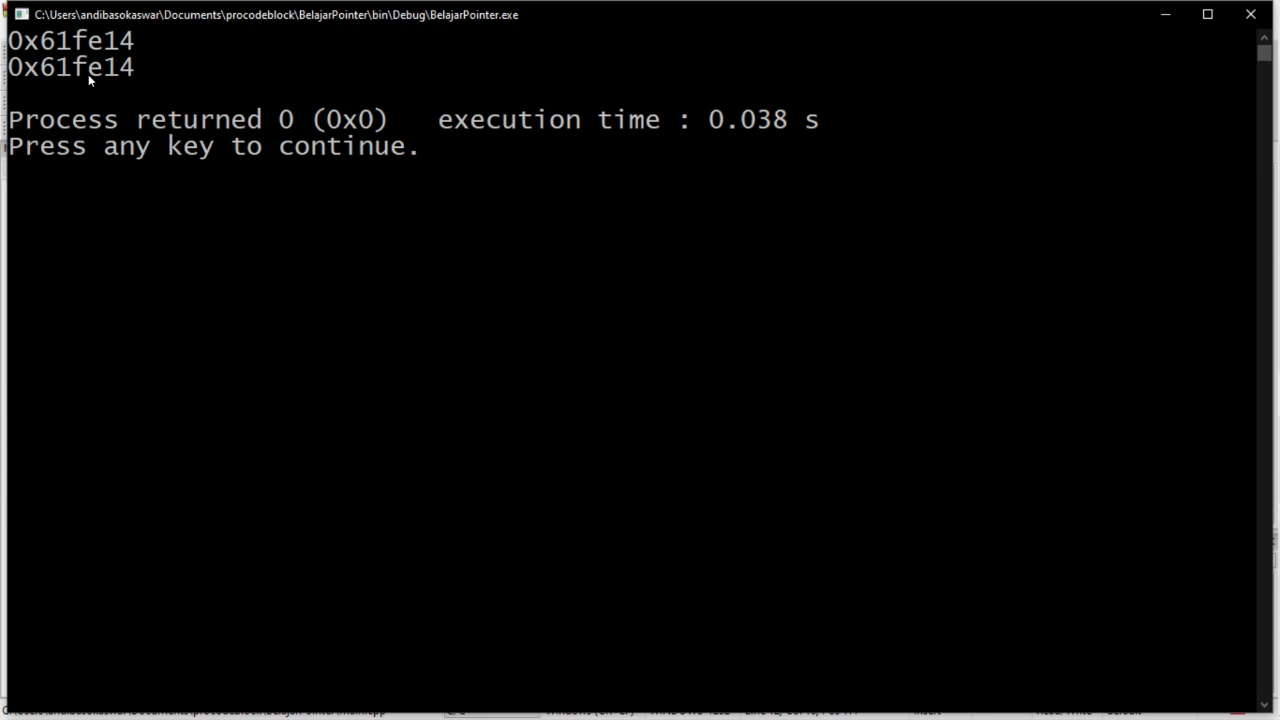 C:\Users\andibasokaswar\Documents\procodeblock\BelajarPointer\bin\Debug\BelajarPointer.exe
0x61fe14
0x61fe14
Process returned 0 (0x0)   execution time : 0.038 s
Press any key to continue.